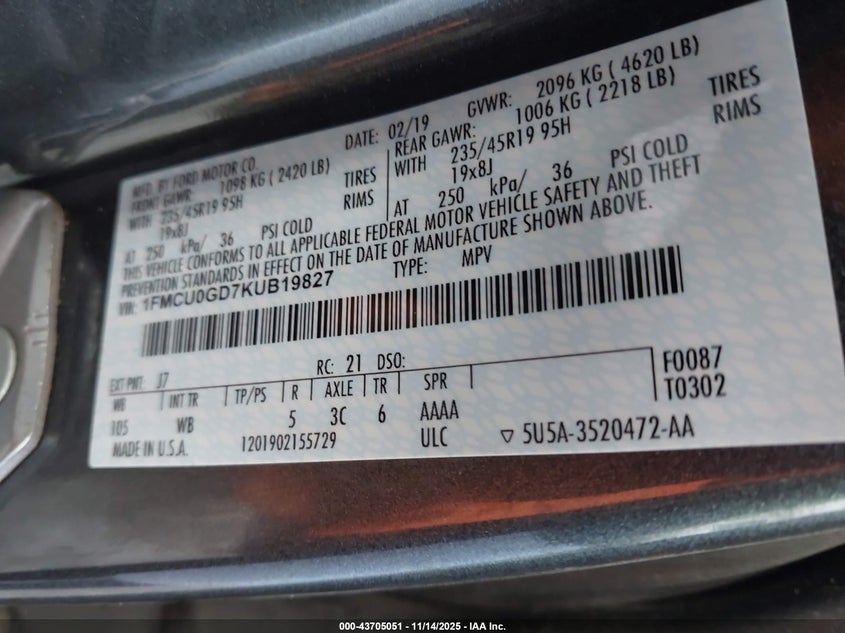 MFD. BY FORD MOTOR CO.
DATE: 02/19 GVWR: 2096 KG ( 4620 LB)
FRONT GAWR: 1098 KG ( 2420 LB)
REAR GAWR: 1006 KG ( 2218 LB)
WITH 235/45R19 95H TIRES
WITH 235/45R19 95H TIRES
19x8J RIMS
19x8J RIMS
AT 250 kPa/ 36 PSI COLD
AT 250 kPa/ 36 PSI COLD
THIS VEHICLE CONFORMS TO ALL APPLICABLE FEDERAL MOTOR VEHICLE SAFETY AND THEFT
PREVENTION STANDARDS IN EFFECT ON THE DATE OF MANUFACTURE SHOWN ABOVE.
VIN: 1FMCU0GD7KUB19827 TYPE: MPV
EXT PNT: J7 RC: 21 DSO: F0087
WB INT TR TP/PS R AXLE TR SPR T0302
105 WB 5 3C 6 AAAA
MADE IN U.S.A. 1201902155729 ULC ▽ 5U5A-3520472-AA
000-43705051 - 11/14/2025 - IAA Inc.